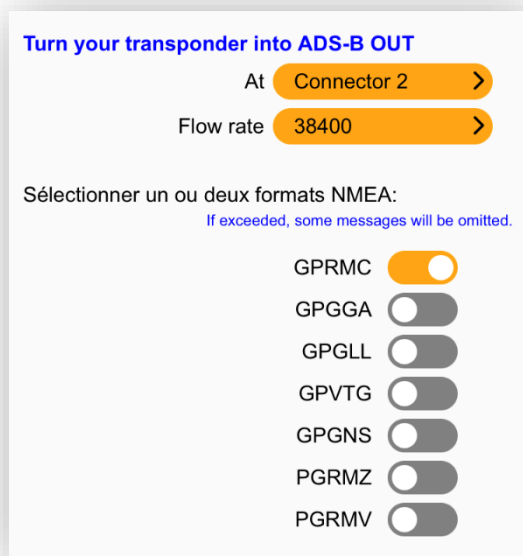 Turn your transponder into ADS-B OUT
At Connector 2
Flow rate 38400
Sélectionner un ou deux formats NMEA:
If exceeded, some messages will be omitted.
GPRMC
GPGGA
GPGLL
GPVTG
GPGNS
PGRMZ
PGRMV